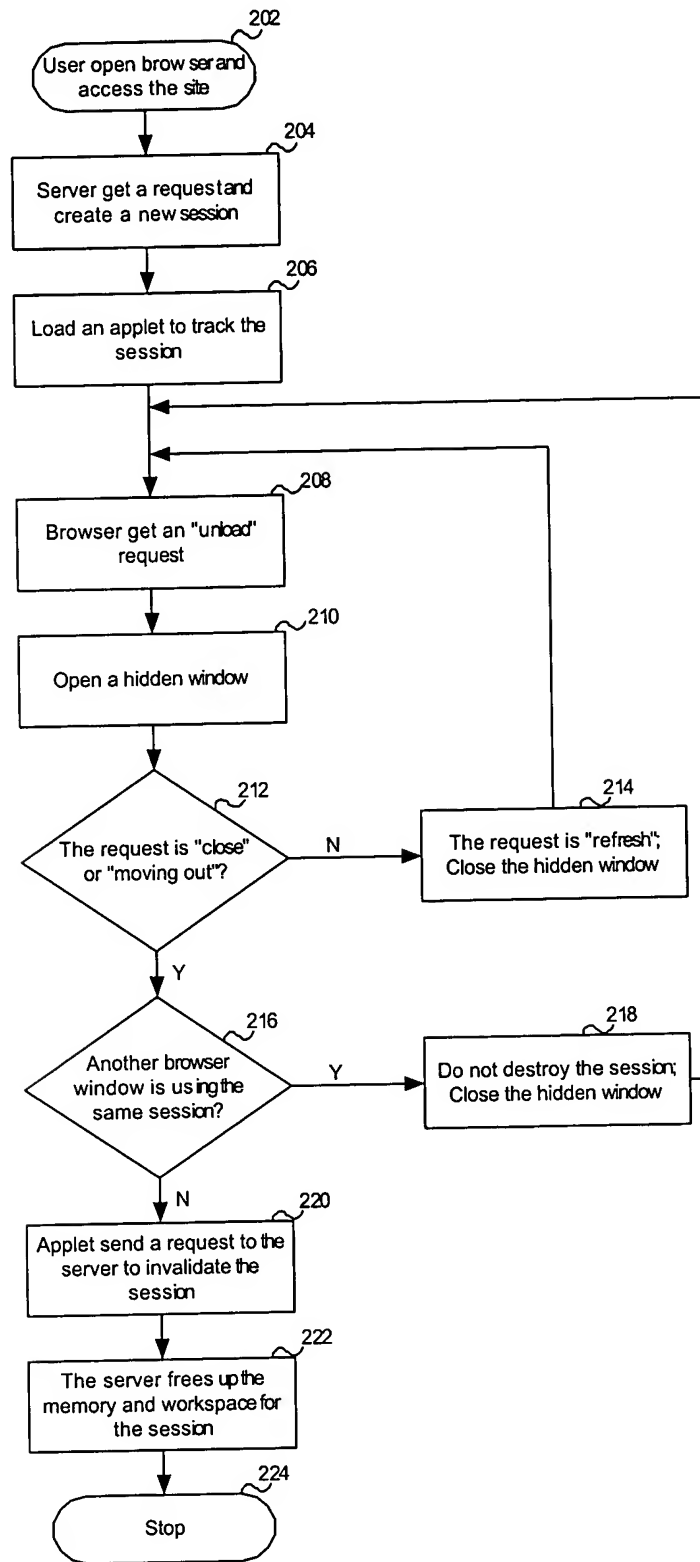 202
User open browser and
access the site
204
Server get a request and
create a new session
206
Load an applet to track the
session
208
Browser get an "unload"
request
210
Open a hidden window
212
The request is "close"
or "moving out"?
N
214
The request is "refresh";
Close the hidden window
Y
216
Another browser
window is using the
same session?
Y
218
Do not destroy the session;
Close the hidden window
N
220
Applet send a request to the
server to invalidate the
session
222
The server frees up the
memory and workspace for
the session
224
Stop